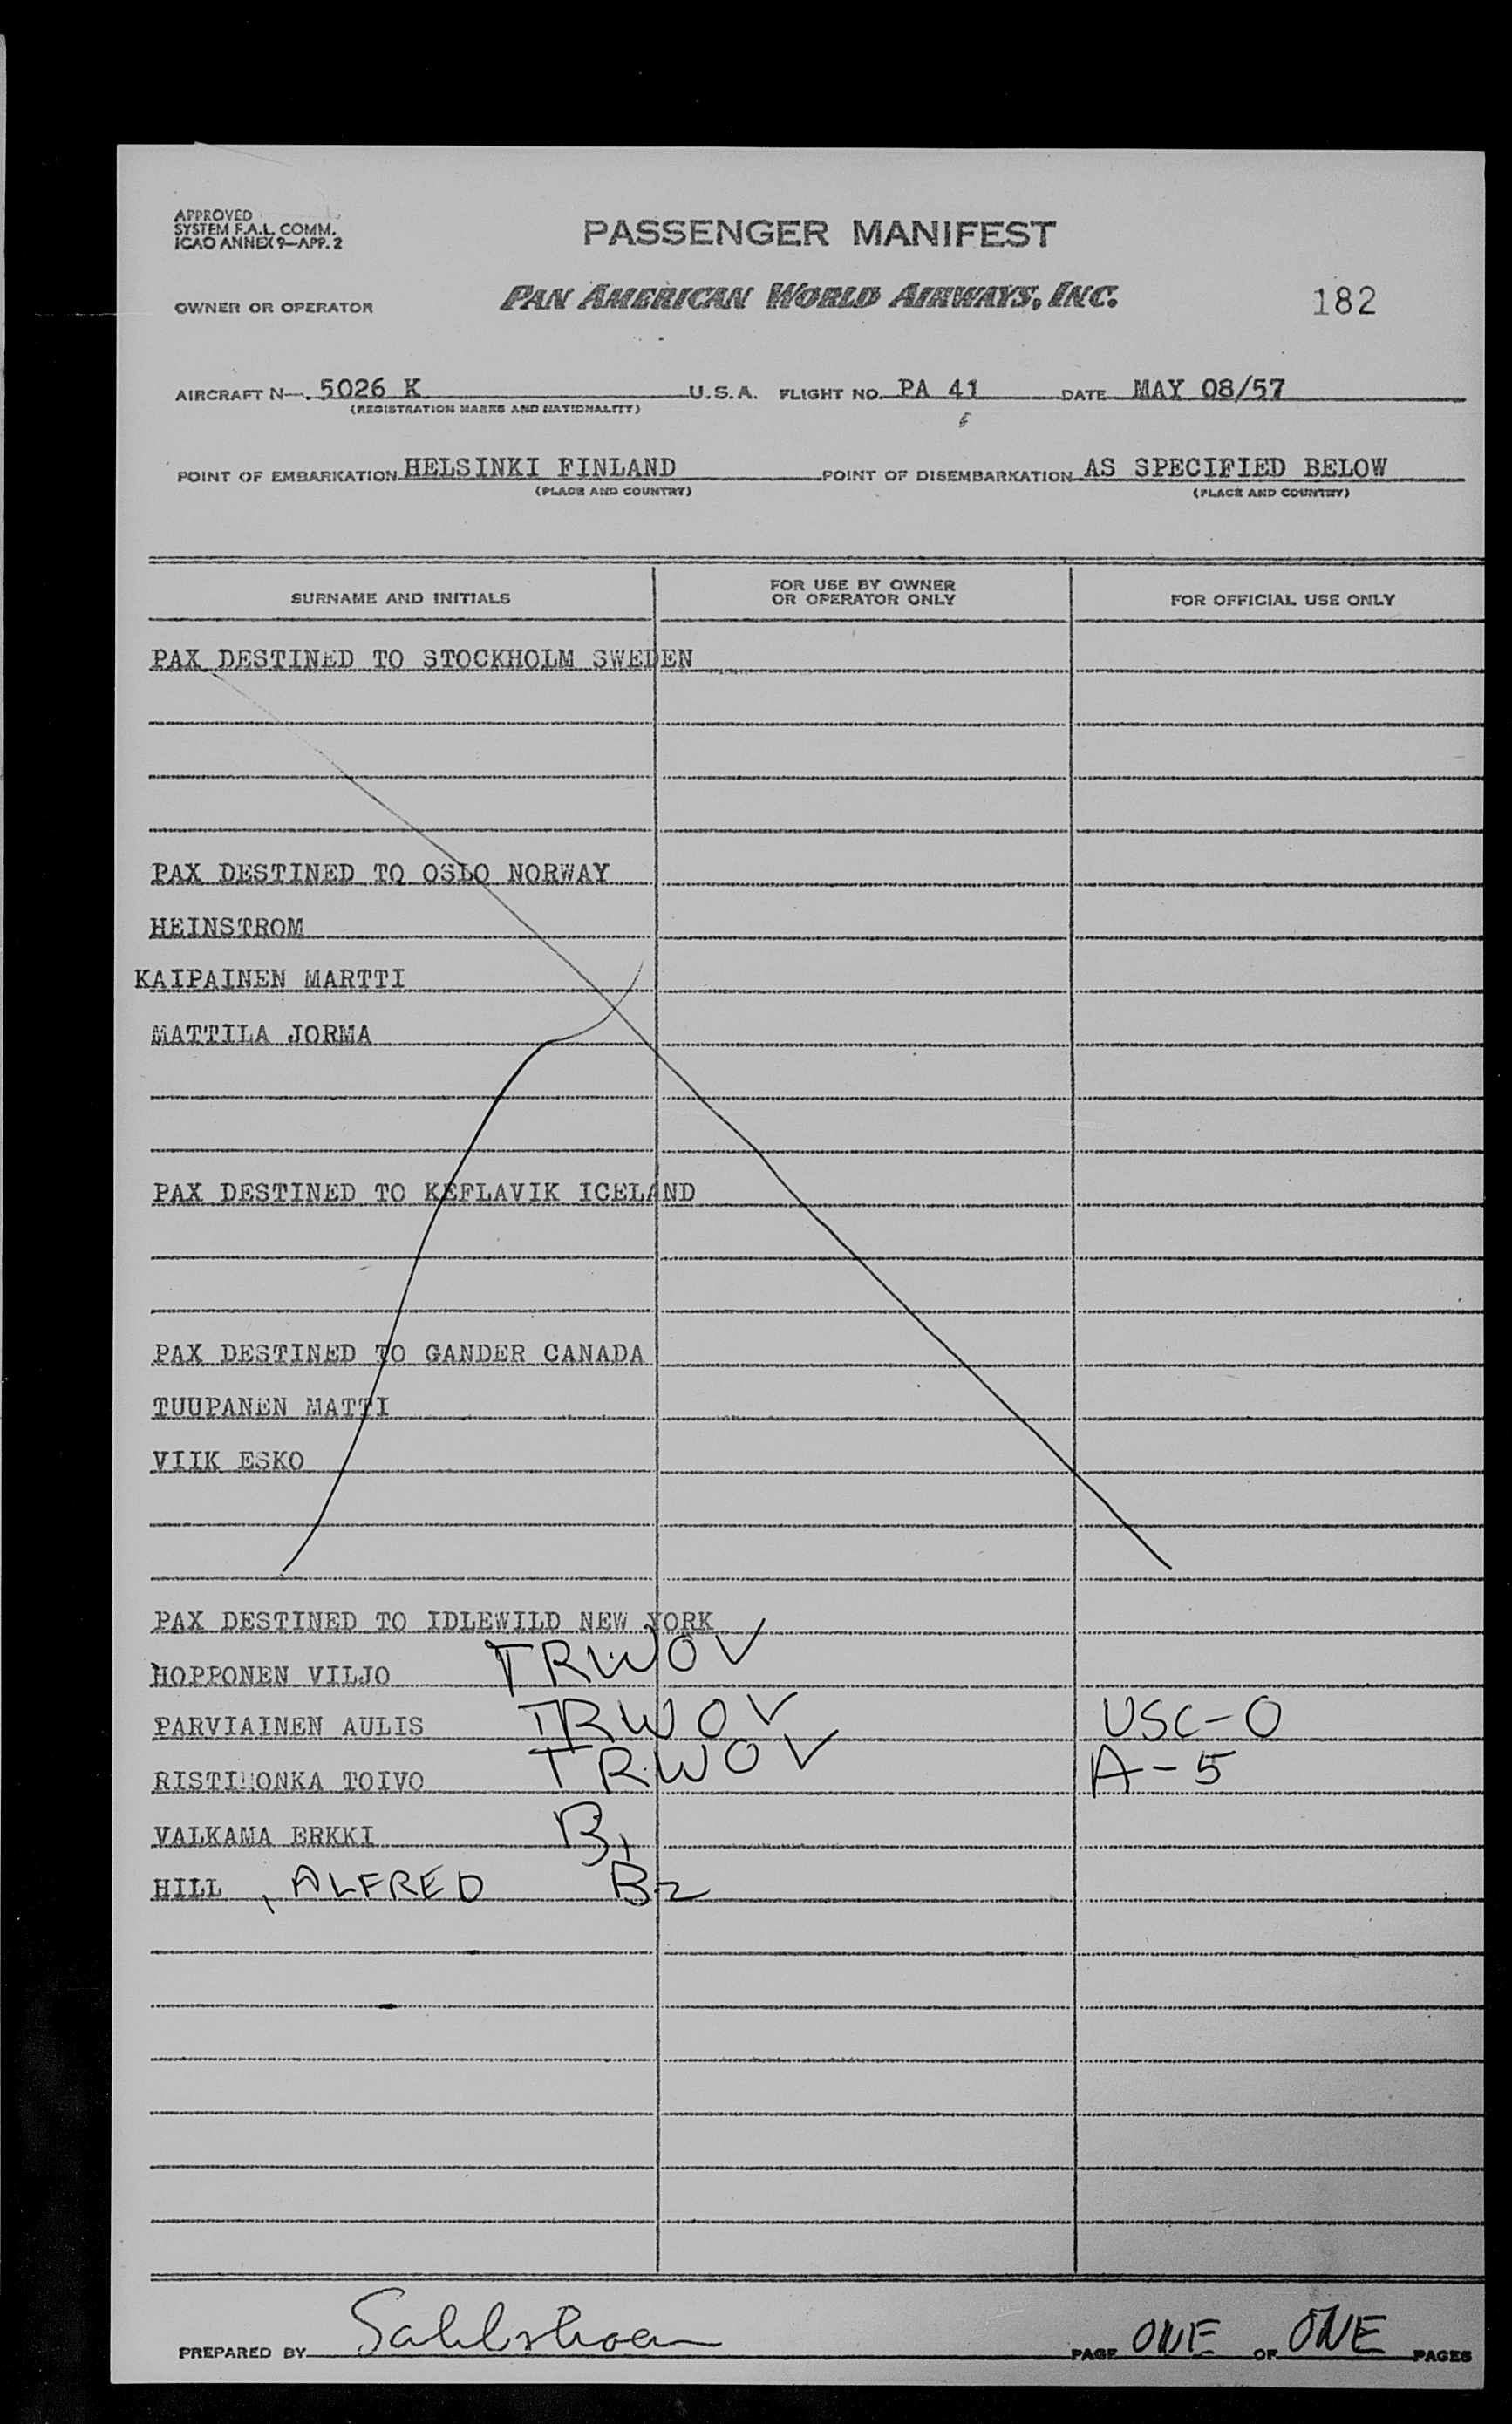 APPROVED
SYSTEM F.A.L. COMM.
ICAO ANNEX 9—APP. 2
PASSENGER MANIFEST
OWNER OR OPERATOR PAN AMERICAN WORLD AIRWAYS, INC. 182
AIRCRAFT N—. 5026 K U.S.A. FLIGHT NO. PA 41 DATE MAY 08/57
(REGISTRATION MARKS AND NATIONALITY)
POINT OF EMBARKATION HELSINKI FINLAND POINT OF DISEMBARKATION AS SPECIFIED BELOW
(PLACE AND COUNTRY) (PLACE AND COUNTRY)
SURNAME AND INITIALS
FOR USE BY OWNER
OR OPERATOR ONLY
FOR OFFICIAL USE ONLY
PAX DESTINED TO STOCKHOLM SWEDEN
PAX DESTINED TO OSLO NORWAY
HEINSTROM
KAIPAINEN MARTTI
MATTILA JORMA
PAX DESTINED TO KEFLAVIK ICELAND
PAX DESTINED TO GANDER CANADA
TUUPANEN MATTI
VIIK ESKO
PAX DESTINED TO IDLEWILD NEW YORK
HOPPONEN VILJO TRWOV
PARVIAINEN AULIS TRWOV USC-0
TOIVO TRWOV A-5
VALKAMA ERKKI B1
HILL , ALFRED B2
PREPARED BY PAGE ONE OF ONE PAGES